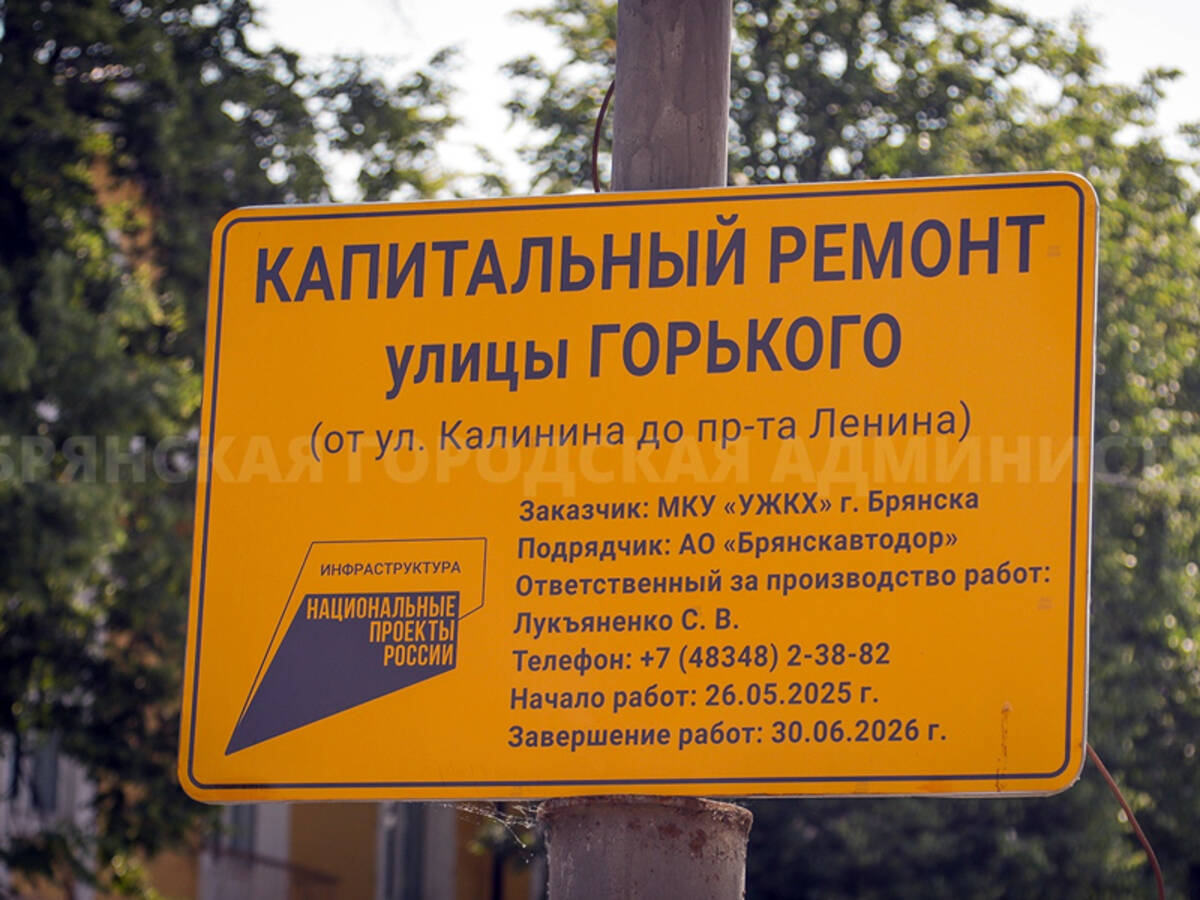 КАПИТАЛЬНЫЙ РЕМОНТ
улицы ГОРЬКОГО
(от ул. Калинина до пр-та Ленина)
БРЯНСКАЯ ГОРОДСКАЯ
Заказчик: МКУ «УЖКХ» г. Брянска
Подрядчик: АО «Брянскавтодор»
Ответственный за производство работ:
Лукъяненко С. В.
Телефон: +7 (48348) 2-38-82
Начало работ: 26.05.2025 г.
Завершение работ: 30.06.2026 г.
ИНФРАСТРУКТУРА
НАЦИОНАЛЬНЫЕ
ПРОЕКТЫ
РОССИИ